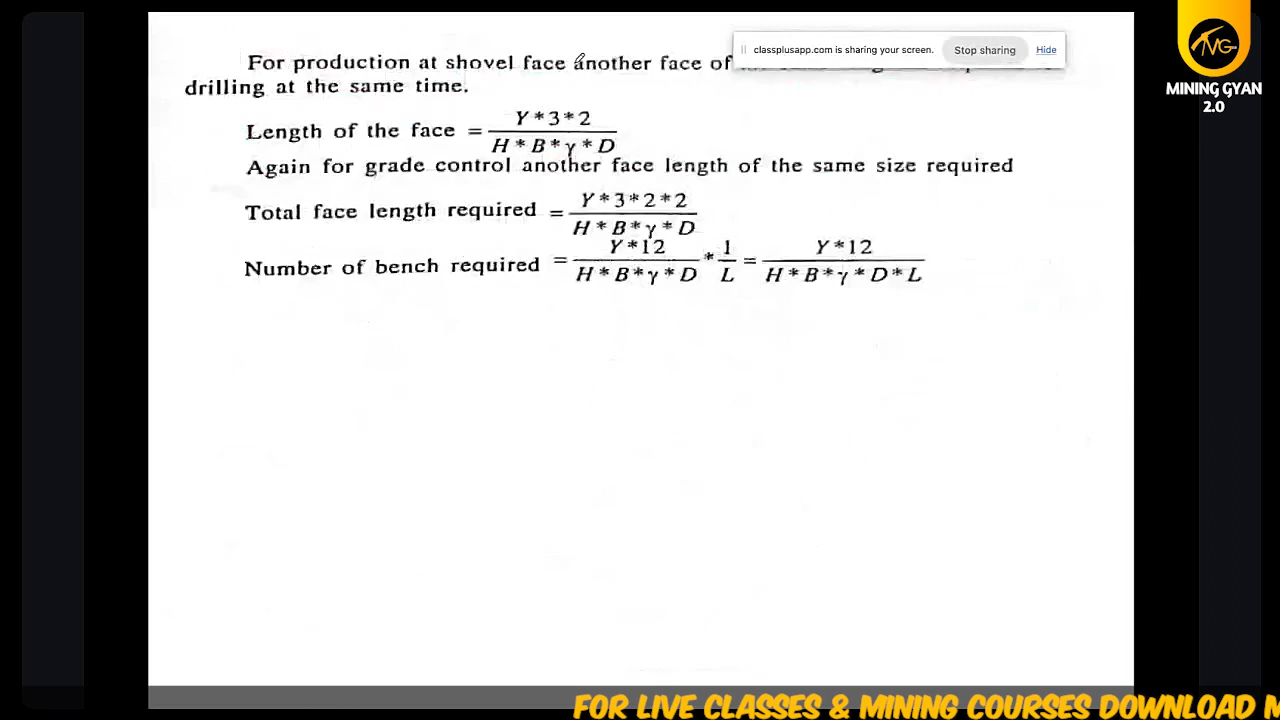 classplusapp.com is sharing your screen. Stop sharing Hide
MINING GYAN
2.0
For production at shovel face another face of
drilling at the same time.
Length of the face = Y*3*2 / H*B*γ*D
Again for grade control another face length of the same size required
Total face length required = Y*3*2*2 / H*B*γ*D
Number of bench required = Y*12 / H*B*γ*D * 1/L = Y*12 / H*B*γ*D*L
FOR LIVE CLASSES & MINING COURSES DOWNLOAD